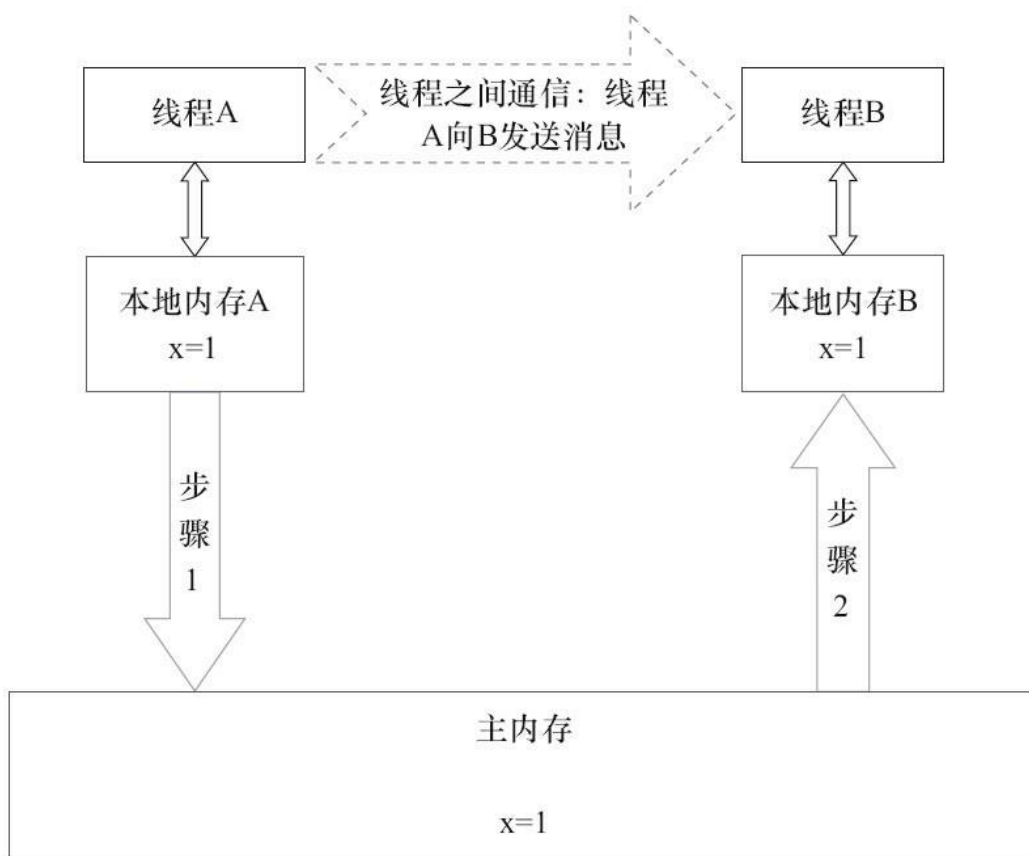 线程A
线程之间通信：线程
A向B发送消息
线程B
本地内存A
x=1
本地内存B
x=1
步
骤
1
步
骤
2
主内存
x=1